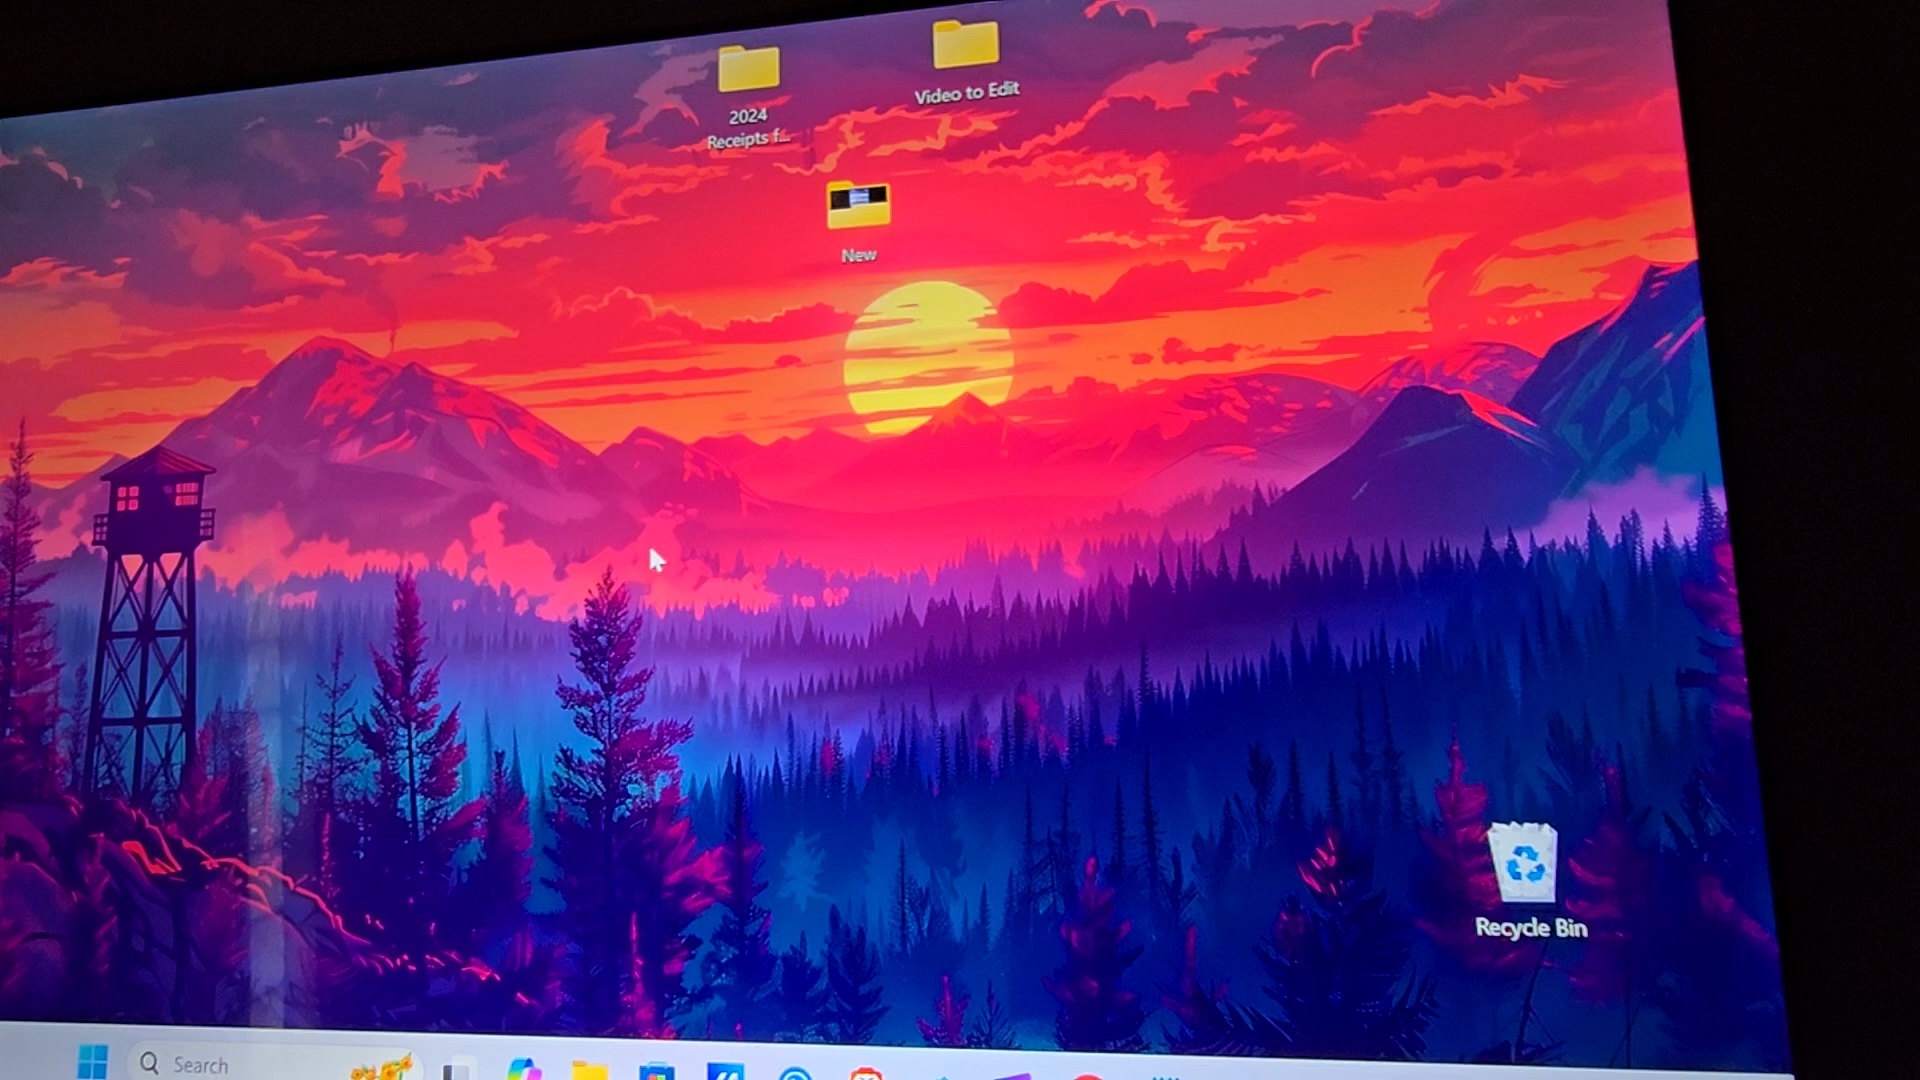 2024
Receipts f...
Video to Edit
New
Recycle Bin
Search